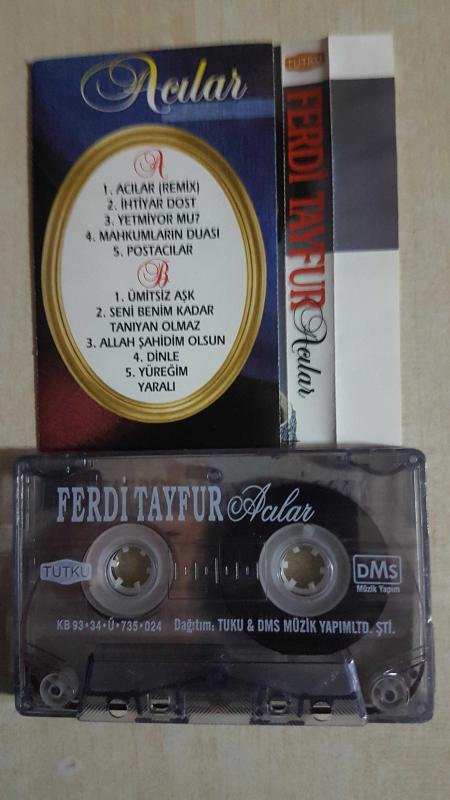 Acılar
A
1. ACILAR (REMİX)
2. İHTİYAR DOST
3. YETMİYOR MU?
4. MAHKUMLARIN DUASI
5. POSTACILAR
B
1. ÜMİTSİZ AŞK
2. SENİ BENİM KADAR
TANIYAN OLMAZ
3. ALLAH ŞAHİDİM OLSUN
4. DİNLE
5. YÜREĞİM
YARALI
TUTKU
FERDİ TAYFUR
Acılar
FERDİ TAYFUR Acılar
TUTKU
DMS
Müzik Yapım
KB 93•34•Ü•735•024 Dağıtım: TUKU & DMS MÜZİK YAPIMLTD. ŞTİ.